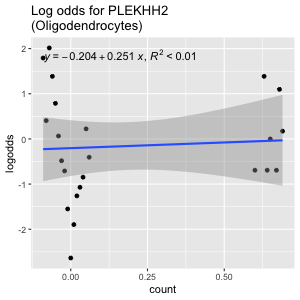 Log odds for PLEKHH2
(Oligodendrocytes)
y = −0.204 + 0.251 x, R² < 0.01
2
1
0
-1
-2
logodds
0.00
0.25
0.50
count